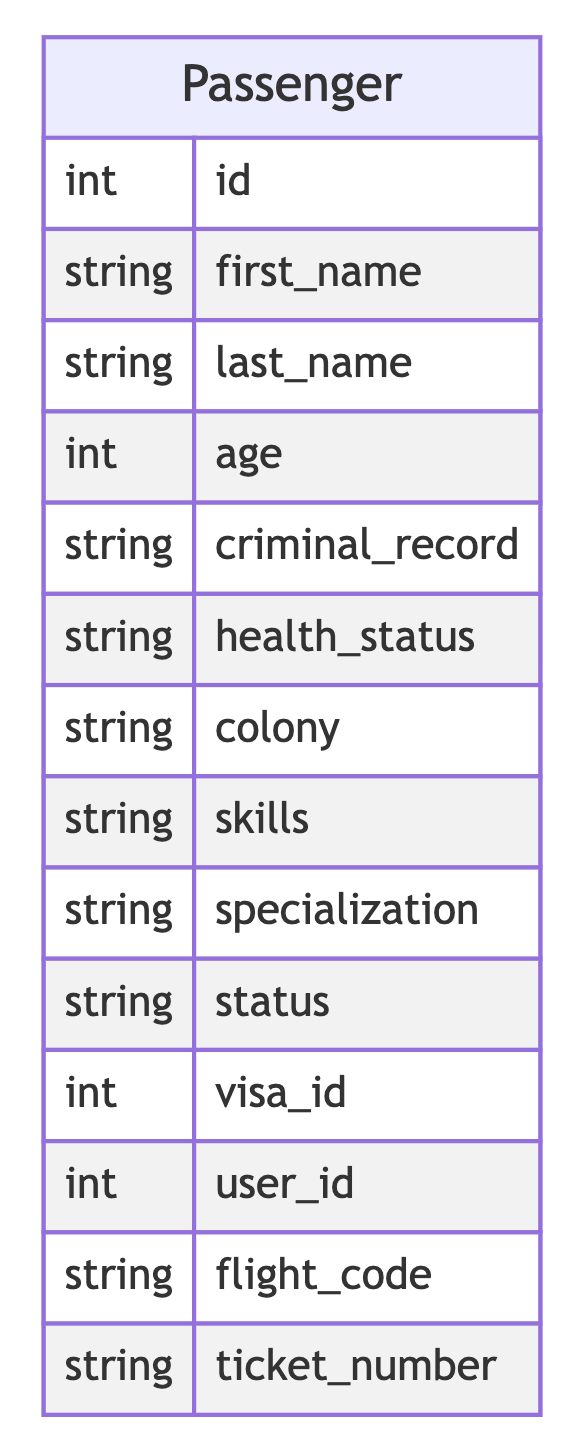 Passenger
int id
string first_name
string last_name
int age
string criminal_record
string health_status
string colony
string skills
string specialization
string status
int visa_id
int user_id
string flight_code
string ticket_number